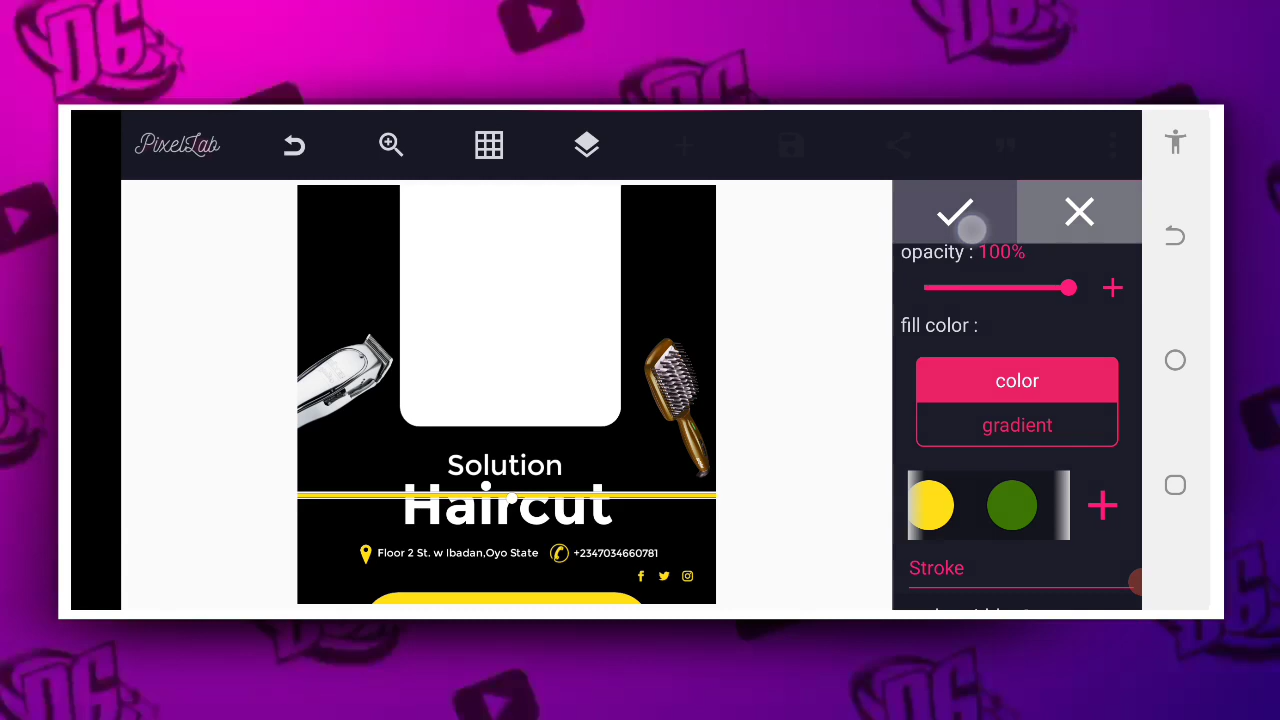 PixelLab
opacity : 100%
fill color :
color
gradient
Stroke
Solution
Haircut
Floor 2 St. w Ibadan,Oyo State
+2347034660781